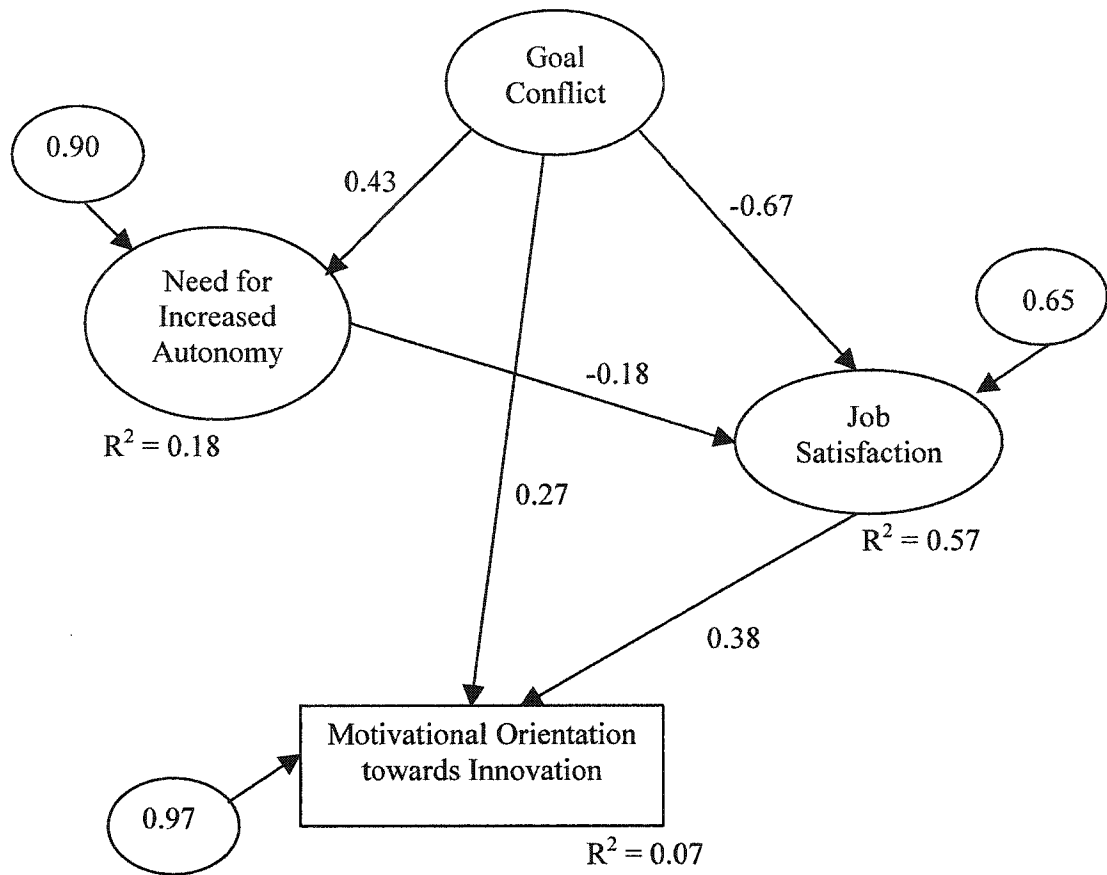 Goal
Conflict
0.90
0.43
-0.67
Need for
Increased
Autonomy
0.65
-0.18
R² = 0.18
Job
Satisfaction
0.27
R² = 0.57
0.38
Motivational Orientation
towards Innovation
0.97
R² = 0.07